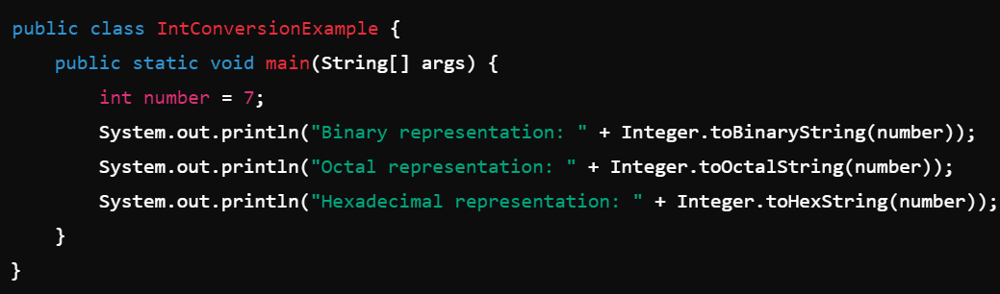 public class IntConversionExample {
    public static void main(String[] args) {
        int number = 7;
        System.out.println("Binary representation: " + Integer.toBinaryString(number));
        System.out.println("Octal representation: " + Integer.toOctalString(number));
        System.out.println("Hexadecimal representation: " + Integer.toHexString(number));
    }
}